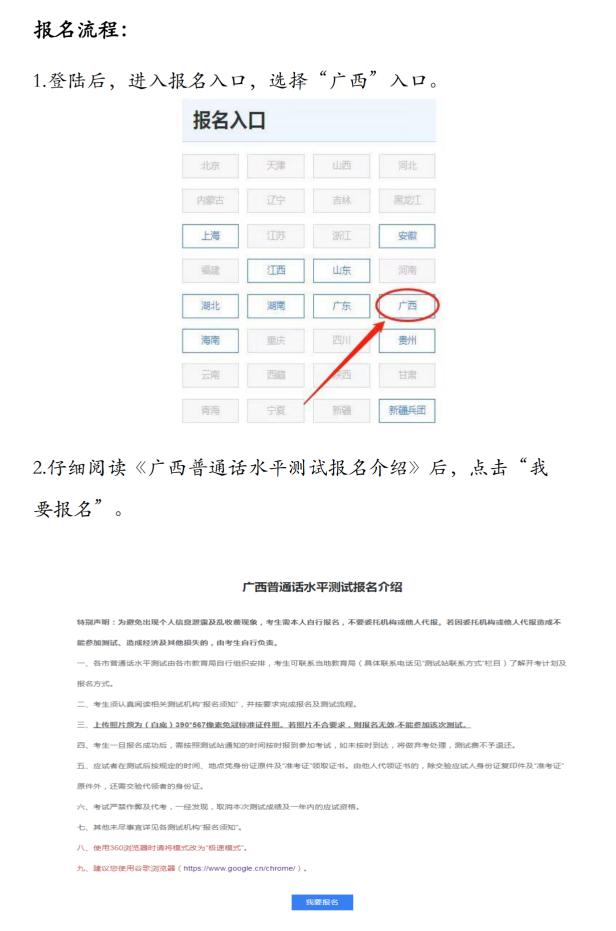 报名流程：
1.登陆后，进入报名入口，选择“广西”入口。
报名入口
北京 天津 山西 河北
内蒙古 辽宁 吉林 黑龙江
上海 江苏 浙江 安徽
福建 江西 山东 河南
湖北 湖南 广东 广西
海南 重庆 四川 贵州
云南 西藏 陕西 甘肃
青海 宁夏 新疆 新疆兵团
2.仔细阅读《广西普通话水平测试报名介绍》后，点击“我
要报名”。
广西普通话水平测试报名介绍
特别声明：为避免出现个人信息泄露及乱收费现象，考生需本人自行报名，不要委托机构或他人代报。若因委托机构或他人代报造成不
能参加测试、造成经济及其他损失的，由考生自行负责。
一、各市普通话水平测试由各市教育局自行组织安排，考生可联系当地教育局（具体联系电话见“测试站联系方式”栏目）了解开考计划及
报名方式。
二、考生须认真阅读相关测试机构“报名须知”，并按要求完成报名及测试流程。
三、上传照片须为（白底）390*567像素免冠标准证件照。若照片不合要求，则报名无效,不能参加该次测试。
四、考生一旦报名成功后，需按照测试站通知的时间按时报到参加考试，如未按时到达，将做弃考处理，测试费不予退还。
五、应试者在测试后按规定的时间、地点凭身份证原件及“准考证”领取证书。由他人代领证书的，除交验应试人身份证复印件及“准考证”
原件外，还需交验代领者的身份证。
六、考试严禁作弊及代考，一经发现，取消本次测试成绩及一年内的应试资格。
七、其他未尽事宜详见各测试机构“报名须知”。
八、使用360浏览器时请将模式改为“极速模式”。
九、建议您使用谷歌浏览器（https://www.google.cn/chrome/）。
我要报名